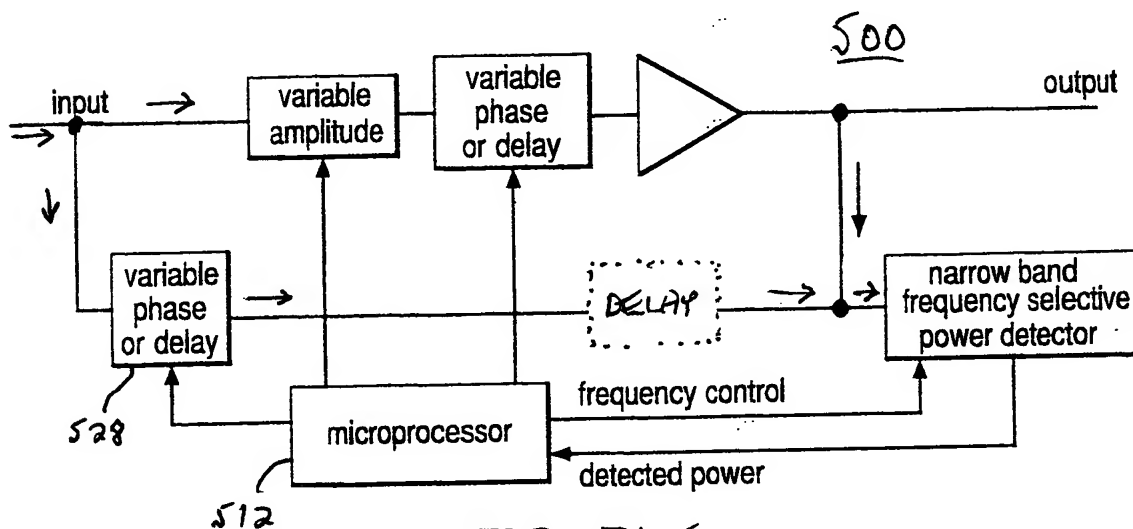 500
input
variable
amplitude
variable
phase
or delay
output
variable
phase
or delay
DELAY
narrow band
frequency selective
power detector
528
microprocessor
frequency control
detected power
512